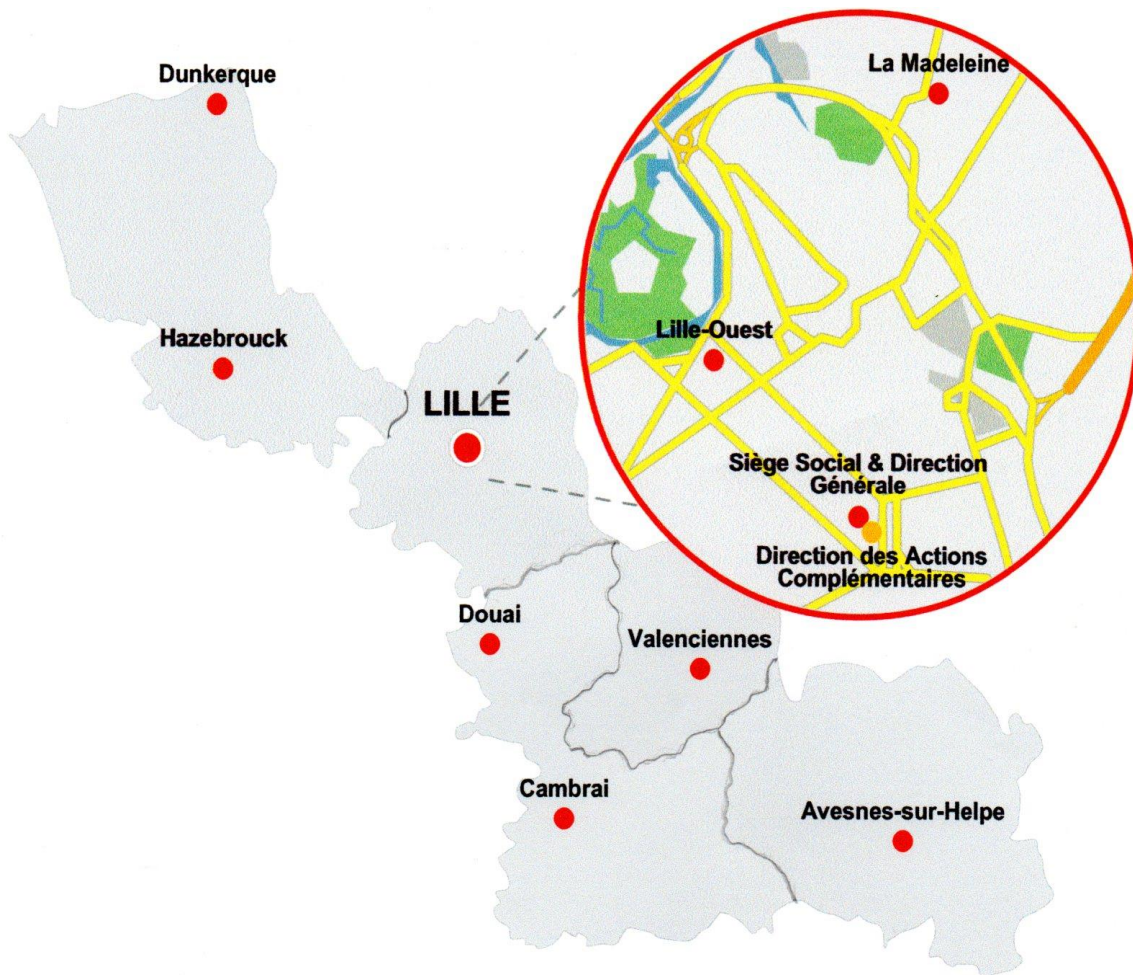 Dunkerque
La Madeleine
Hazebrouck
Lille-Ouest
LILLE
Siège Social & Direction
Générale
Direction des Actions
Complémentaires
Douai
Valenciennes
Cambrai
Avesnes-sur-Helpe